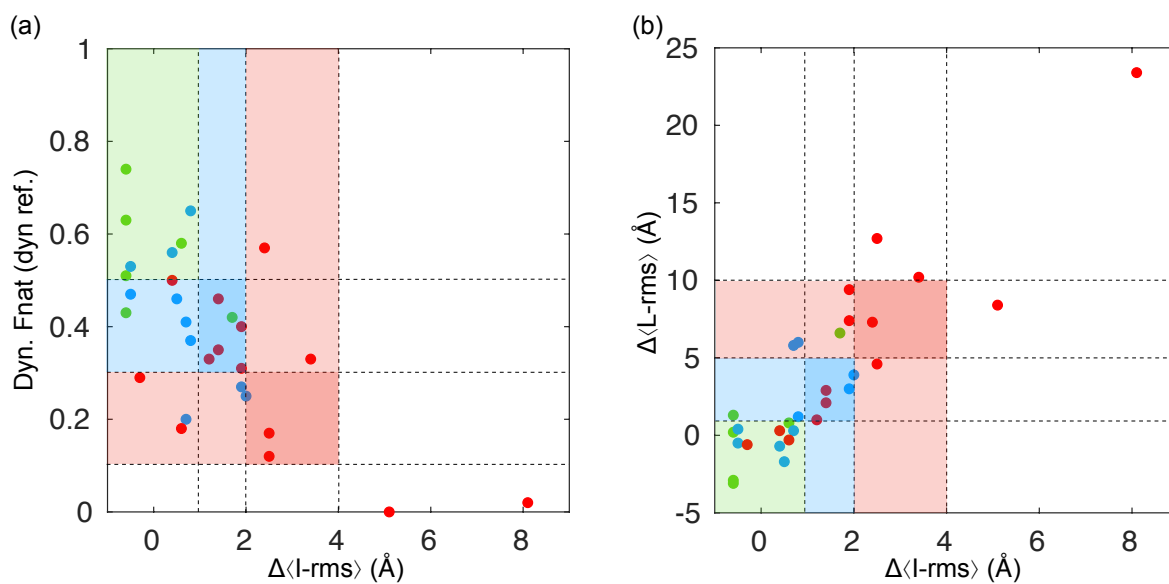 (a)
(b)
1
0.8
0.6
0.4
0.2
0
Dyn. Fnat (dyn ref.)
0 2 4 6 8
Δ⟨I-rms⟩ (Å)
25
20
15
10
5
0
-5
Δ⟨L-rms⟩ (Å)
0 2 4 6 8
Δ⟨I-rms⟩ (Å)